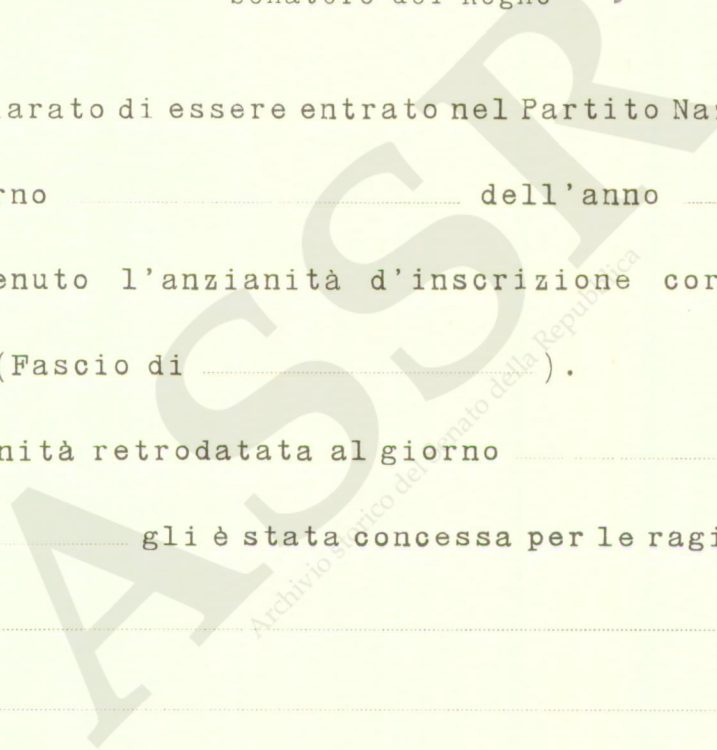 Senatore del Regno
arato di essere entrato nel Partito Na
rno dell'anno
enuto l'anzianità d'inscrizione cor
(Fascio di ).
nità retrodatata al giorno
gli è stata concessa per le ragi
ASSR
Archivio storico del Senato della Repubblica